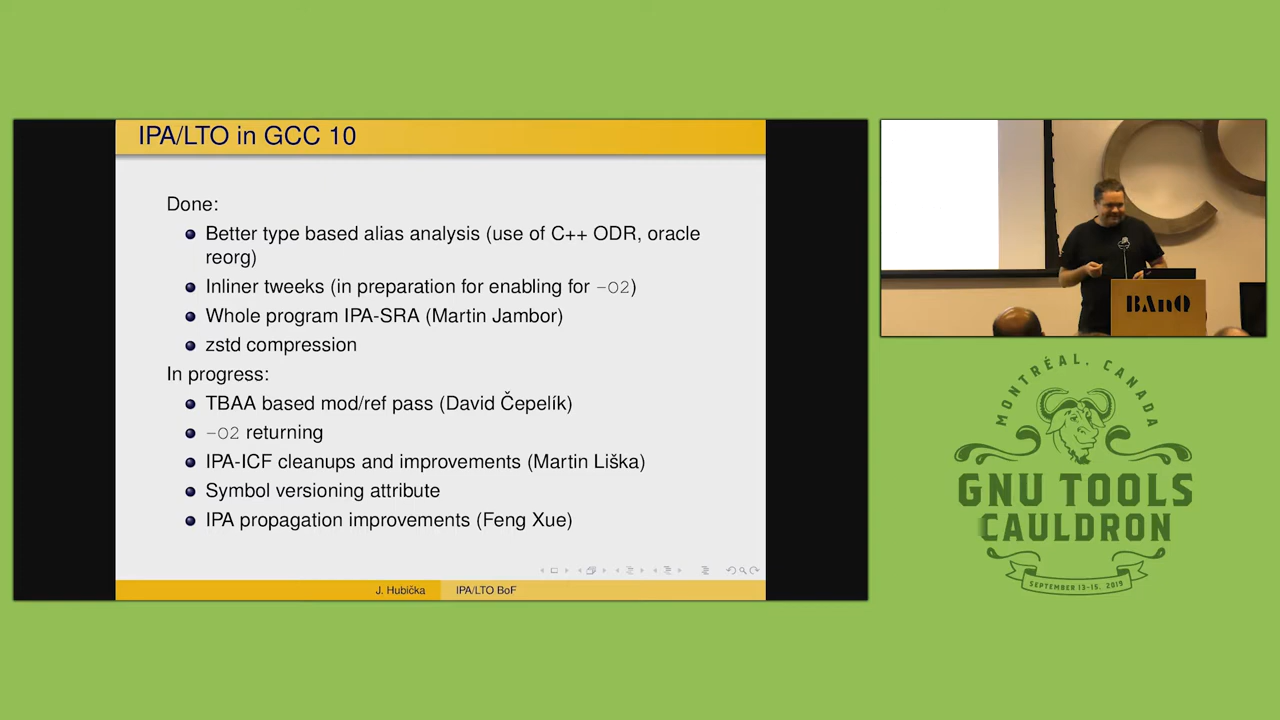 IPA/LTO in GCC 10
Done:
Better type based alias analysis (use of C++ ODR, oracle
reorg)
Inliner tweeks (in preparation for enabling for -O2)
Whole program IPA-SRA (Martin Jambor)
zstd compression
In progress:
TBAA based mod/ref pass (David Čepelík)
-O2 returning
IPA-ICF cleanups and improvements (Martin Liška)
Symbol versioning attribute
IPA propagation improvements (Feng Xue)
J. Hubička
IPA/LTO BoF
BAnQ
MONTRÉAL, CANADA
GNU TOOLS
CAULDRON
SEPTEMBER 13-15, 2019